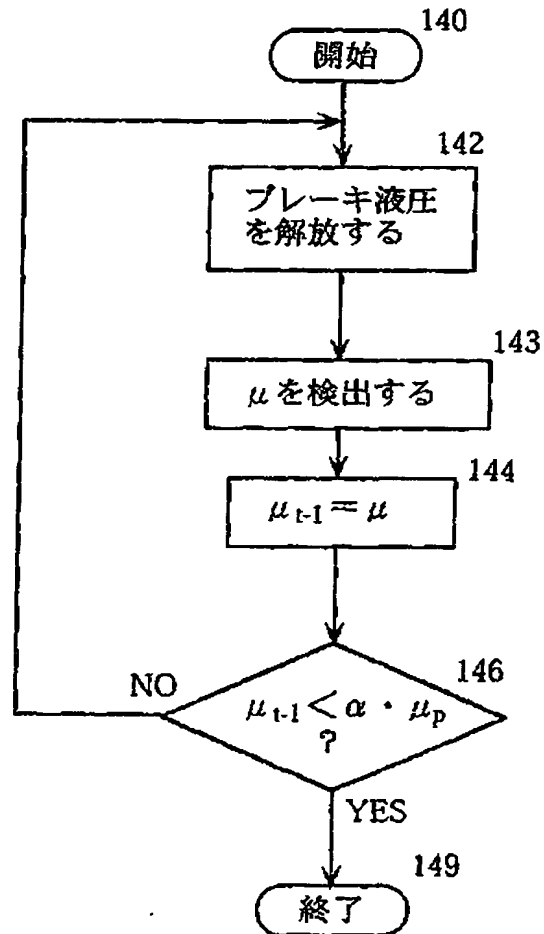 140
開始
142
ブレーキ液圧
を解放する
143
μを検出する
144
μt-1＝μ
146
μt-1＜α・μp
?
NO
YES
149
終了